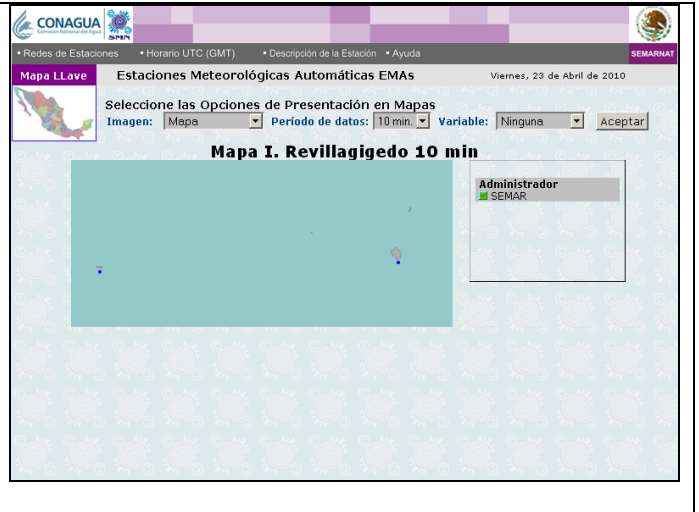 CONAGUA
Comisión Nacional del Agua
SMN
• Redes de Estaciones • Horario UTC (GMT) • Descripción de la Estación • Ayuda
SEMARNAT
Mapa LLave
Estaciones Meteorológicas Automáticas EMAs
Viernes, 23 de Abril de 2010
Seleccione las Opciones de Presentación en Mapas
Imagen: Mapa Período de datos: 10 min. Variable: Ninguna Aceptar
Mapa I. Revillagigedo 10 min
Administrador
SEMAR